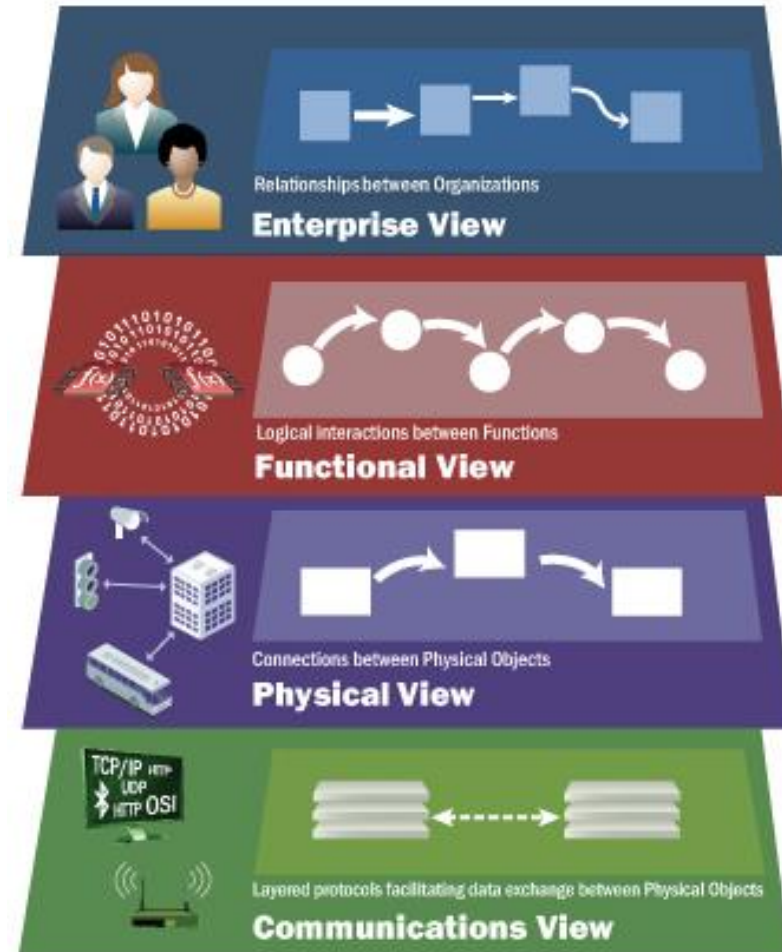 Relationships between Organizations
Enterprise View
f(x)
f(x)
Logical interactions between Functions
Functional View
Connections between Physical Objects
Physical View
TCP/IP HTTP
UDP
HTTP OSI
Layered protocols facilitating data exchange between Physical Objects
Communications View